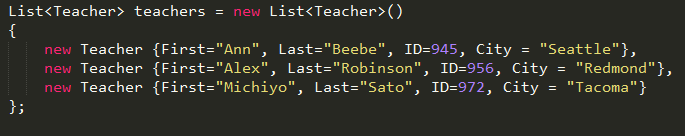 List<Teacher> teachers = new List<Teacher>()
{
    new Teacher {First="Ann", Last="Beebe", ID=945, City = "Seattle"},
    new Teacher {First="Alex", Last="Robinson", ID=956, City = "Redmond"},
    new Teacher {First="Michiyo", Last="Sato", ID=972, City = "Tacoma"}
};